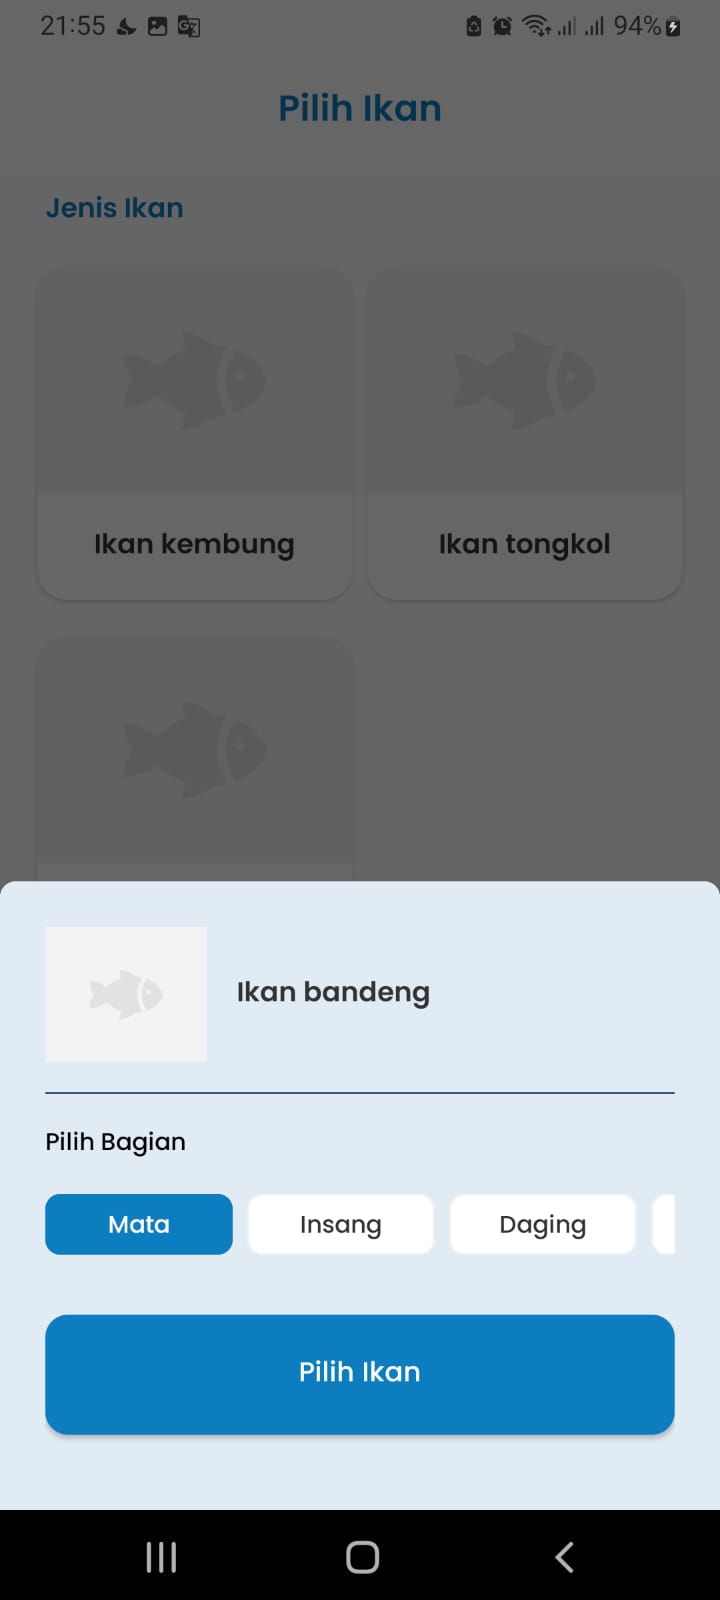 21:55
94%
Pilih Ikan
Jenis Ikan
Ikan kembung
Ikan tongkol
Ikan bandeng
Pilih Bagian
Mata
Insang
Daging
Pilih Ikan